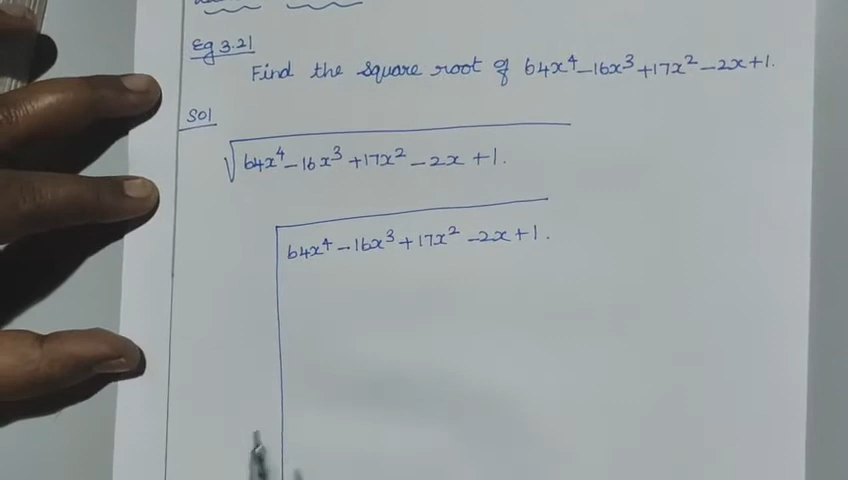 Eg 3.21
Find the square root of 64x⁴-16x³+17x²-2x+1.
Sol
√64x⁴-16x³+17x²-2x+1.
64x⁴-16x³+17x²-2x+1.